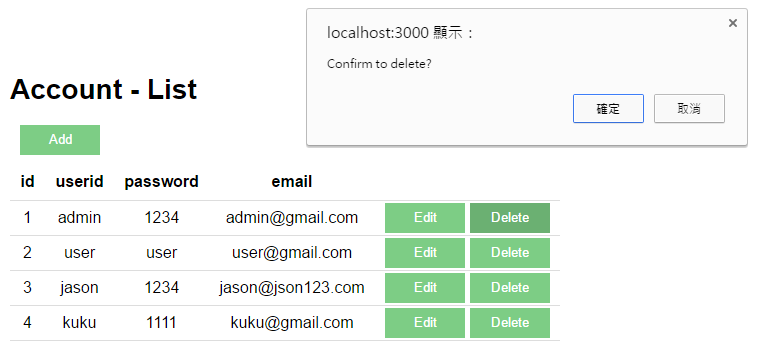 localhost:3000 顯示：
Confirm to delete?
確定 取消
Account - List
Add
id userid password email
1 admin 1234 admin@gmail.com Edit Delete
2 user user user@gmail.com Edit Delete
3 jason 1234 jason@json123.com Edit Delete
4 kuku 1111 kuku@gmail.com Edit Delete